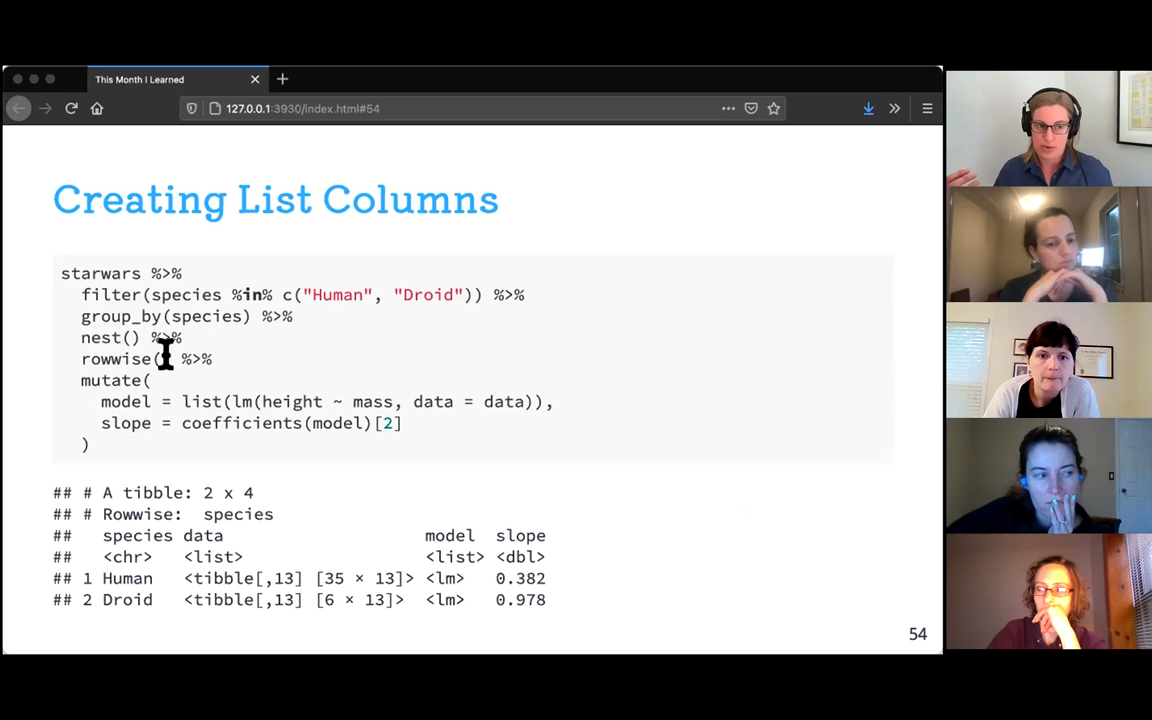 This Month I Learned
127.0.0.1:3930/index.html#54
Creating List Columns
starwars %>%
filter(species %in% c("Human", "Droid")) %>%
group_by(species) %>%
nest() %>%
rowwise( %>%
mutate(
model = list(lm(height ~ mass, data = data)),
slope = coefficients(model)[2]
)
## # A tibble: 2 x 4
## # Rowwise:  species
##   species data                    model  slope
##   <chr>   <list>                  <list> <dbl>
## 1 Human   <tibble[,13] [35 × 13]> <lm>   0.382
## 2 Droid   <tibble[,13] [6 × 13]>  <lm>   0.978
54